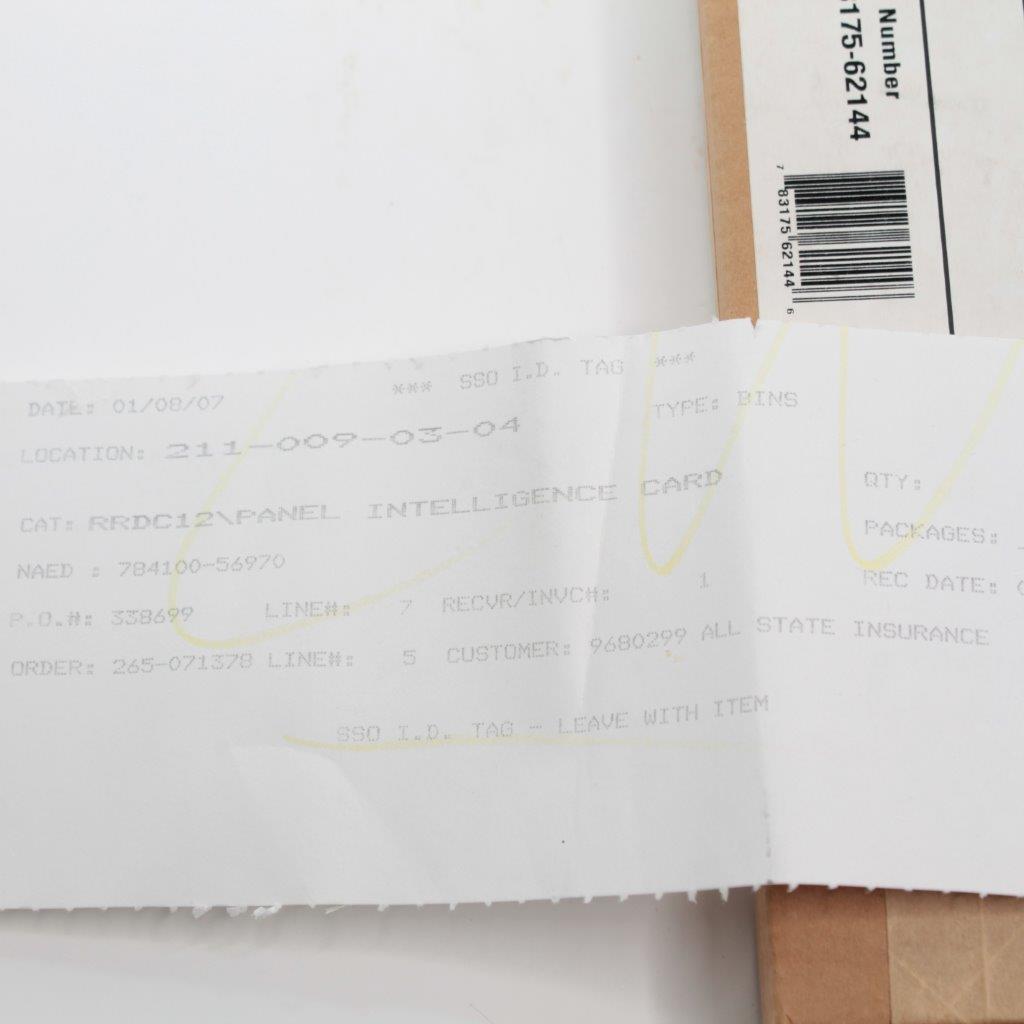 Number
175-62144
7 83175 62144 6
*** SSO I.D. TAG ***
DATE: 01/08/07 TYPE: BINS
LOCATION: 211-009-03-04
QTY:
CAT: RRDC12\PANEL INTELLIGENCE CARD
PACKAGES:
NAED : 784100-56970
REC DATE:
P.O.#: 338699 LINE#: 7 RECVR/INVC#: 1
ORDER: 265-071378 LINE#: 5 CUSTOMER: 9680299 ALL STATE INSURANCE
SSO I.D. TAG - LEAVE WITH ITEM